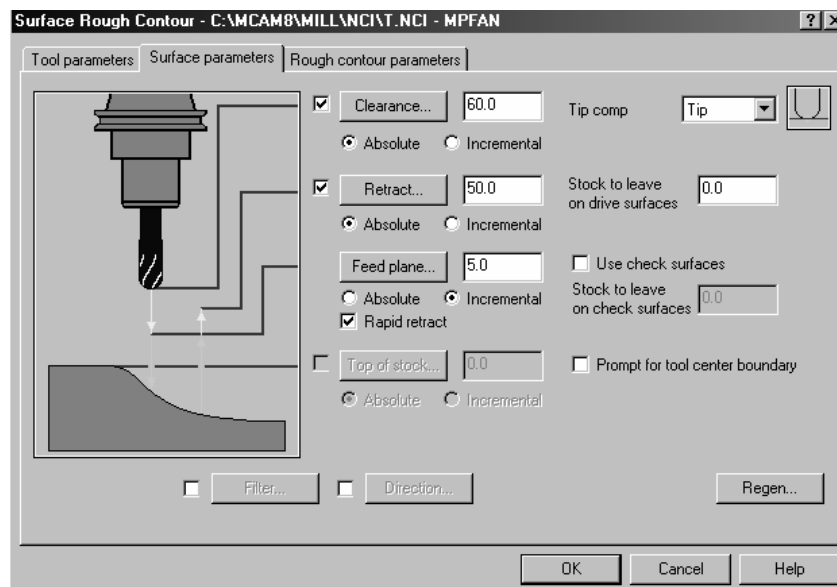 Surface Rough Contour - C:\MCAM8\MILL\NCI\T.NCI - MPFAN
Tool parameters Surface parameters Rough contour parameters
Clearance... 60.0 Tip comp Tip
Absolute Incremental
Retract... 50.0 Stock to leave on drive surfaces 0.0
Absolute Incremental
Feed plane... 5.0 Use check surfaces
Absolute Incremental Stock to leave on check surfaces 0.0
Rapid retract
Top of stock... 0.0 Prompt for tool center boundary
Absolute Incremental
Filter... Direction... Regen...
OK Cancel Help